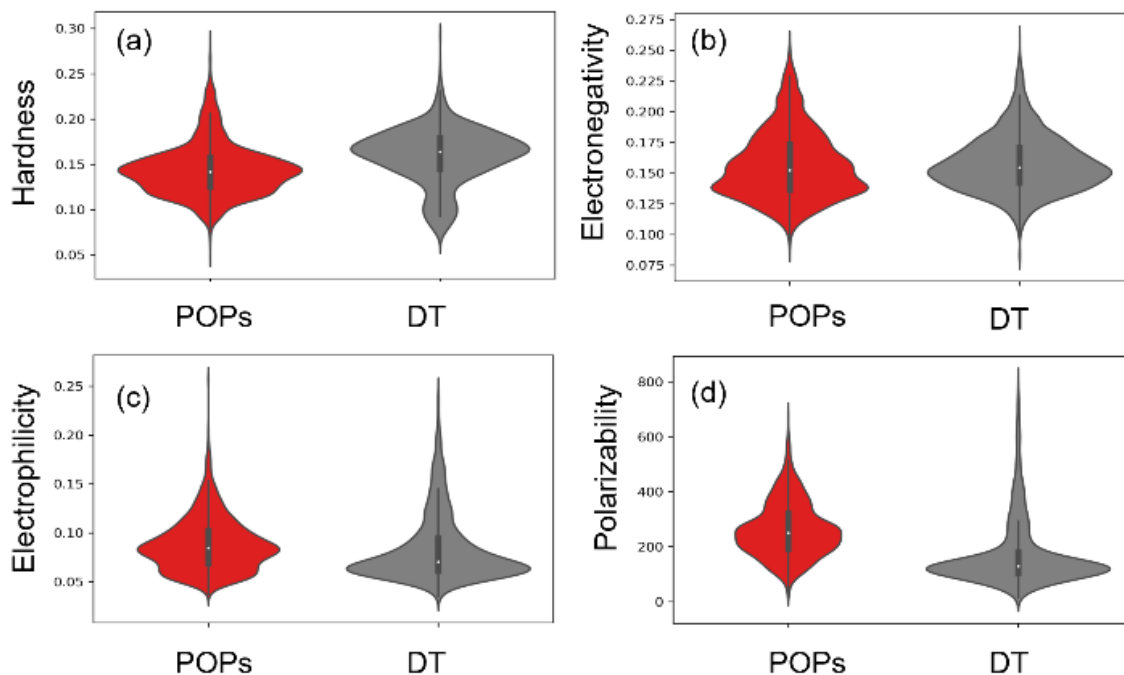 (a)
Hardness
0.30
0.25
0.20
0.15
0.10
0.05
POPs DT
(b)
Electronegativity
0.275
0.250
0.225
0.200
0.175
0.150
0.125
0.100
0.075
POPs DT
(c)
Electrophilicity
0.25
0.20
0.15
0.10
0.05
POPs DT
(d)
Polarizability
800
600
400
200
0
POPs DT